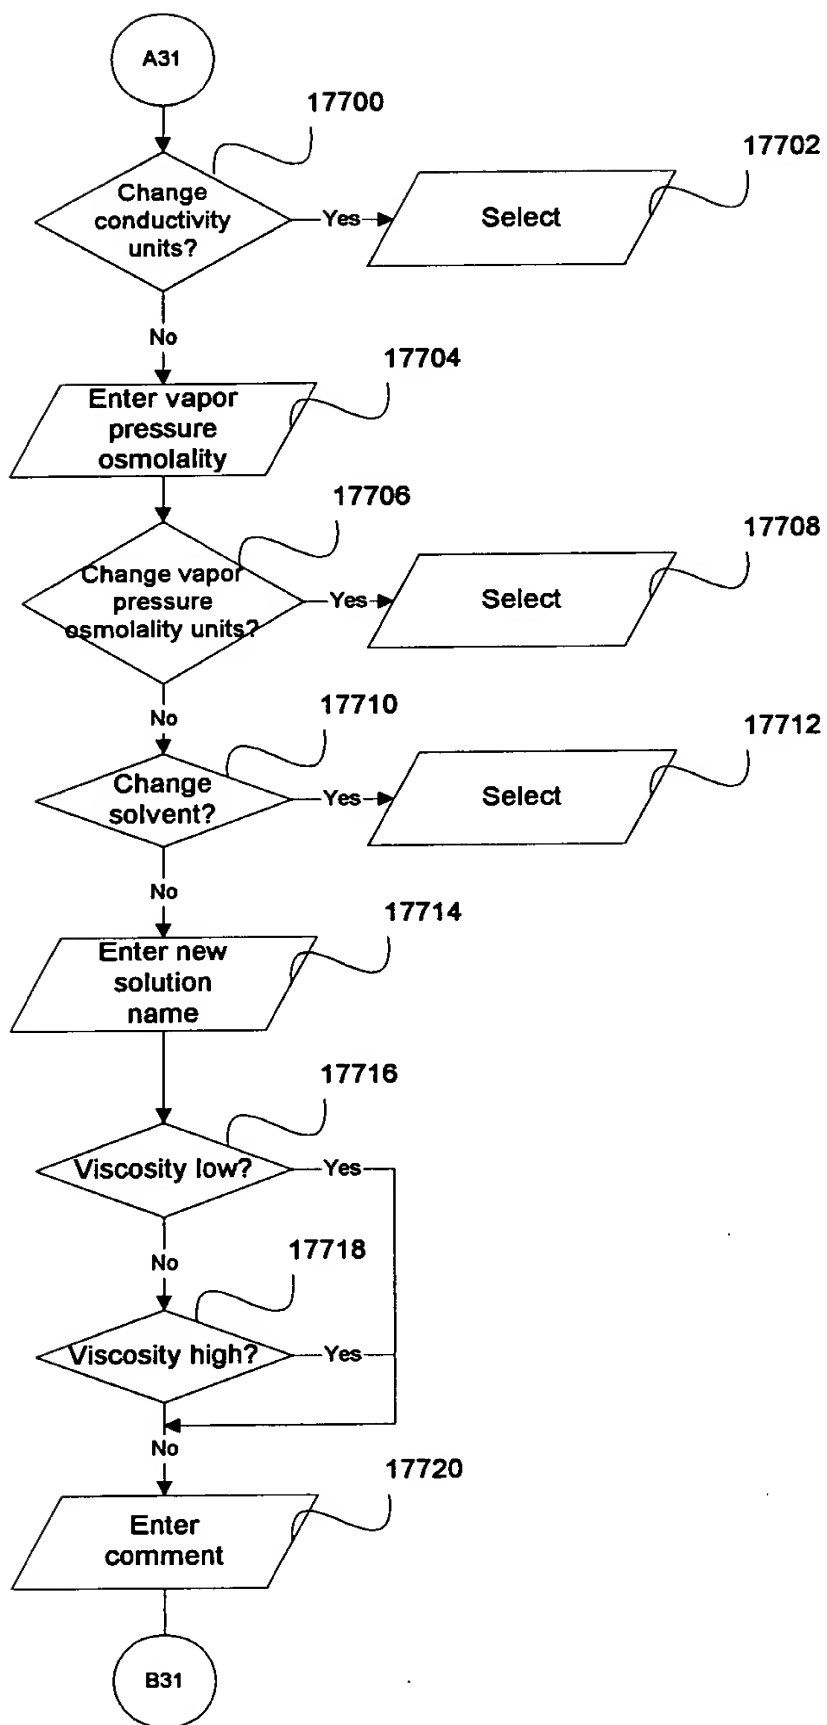 A31
17700
Change
conductivity
units?
Yes
17702
Select
No
17704
Enter vapor
pressure
osmolality
17706
Change vapor
pressure
osmolality units?
Yes
17708
Select
No
17710
Change
solvent?
Yes
17712
Select
No
17714
Enter new
solution
name
17716
Viscosity low?
Yes
No
17718
Viscosity high?
Yes
No
17720
Enter
comment
B31